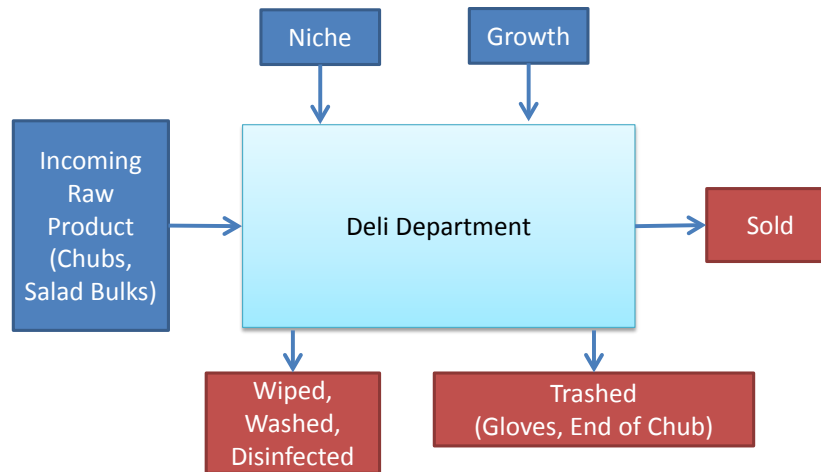 Niche
Growth
Incoming
Raw
Product
(Chubs,
Salad Bulks)
Deli Department
Sold
Wiped,
Washed,
Disinfected
Trashed
(Gloves, End of Chub)